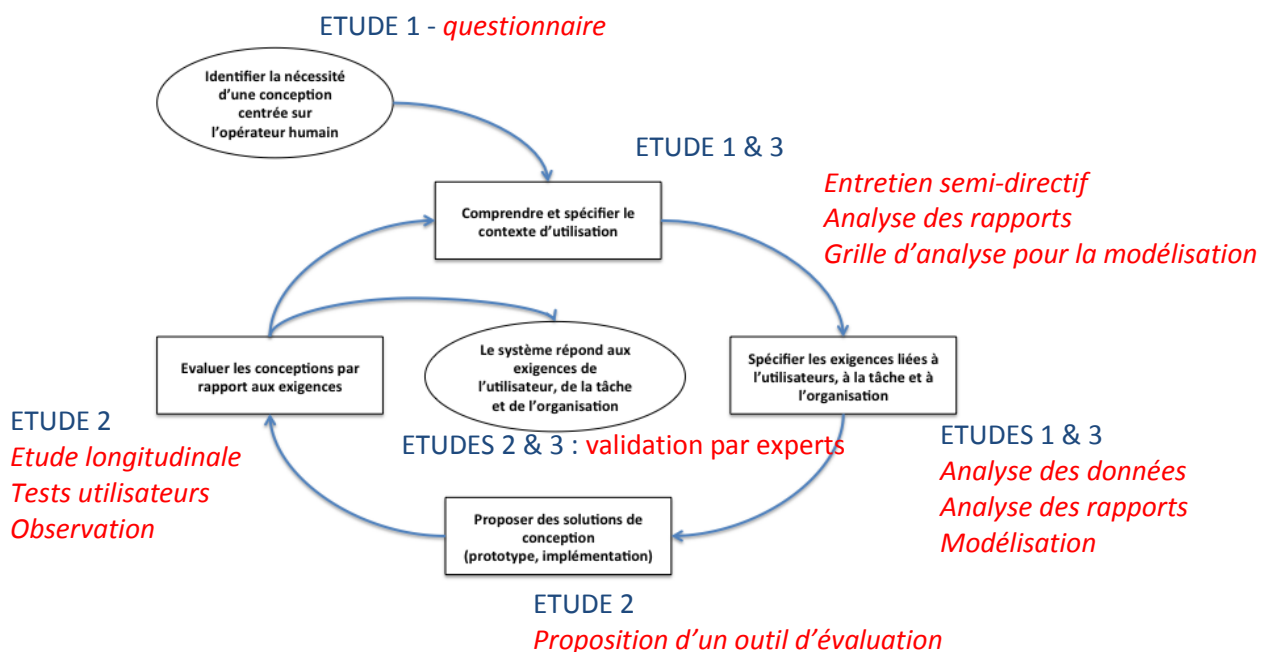 ETUDE 1 - questionnaire
Identifier la nécessité
d'une conception
centrée sur
l'opérateur humain
ETUDE 1 & 3
Entretien semi-directif
Analyse des rapports
Grille d'analyse pour la modélisation
Comprendre et spécifier le
contexte d'utilisation
Evaluer les conceptions par
rapport aux exigences
Le système répond aux
exigences de
l'utilisateur, de la tâche
et de l'organisation
Spécifier les exigences liées à
l'utilisateurs, à la tâche et à
l'organisation
ETUDE 2
Etude longitudinale
Tests utilisateurs
Observation
ETUDES 2 & 3 : validation par experts
ETUDES 1 & 3
Analyse des données
Analyse des rapports
Modélisation
Proposer des solutions de
conception
(prototype, implémentation)
ETUDE 2
Proposition d'un outil d'évaluation